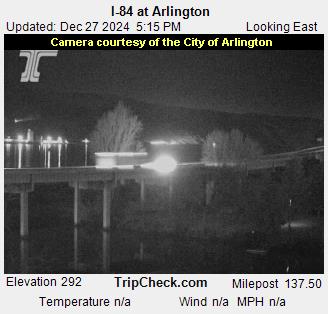 I-84 at Arlington
Updated: Dec 27 2024 5:15 PM Looking East
Camera courtesy of the City of Arlington
Elevation 292 TripCheck.com Milepost 137.50
Temperature n/a Wind n/a MPH n/a